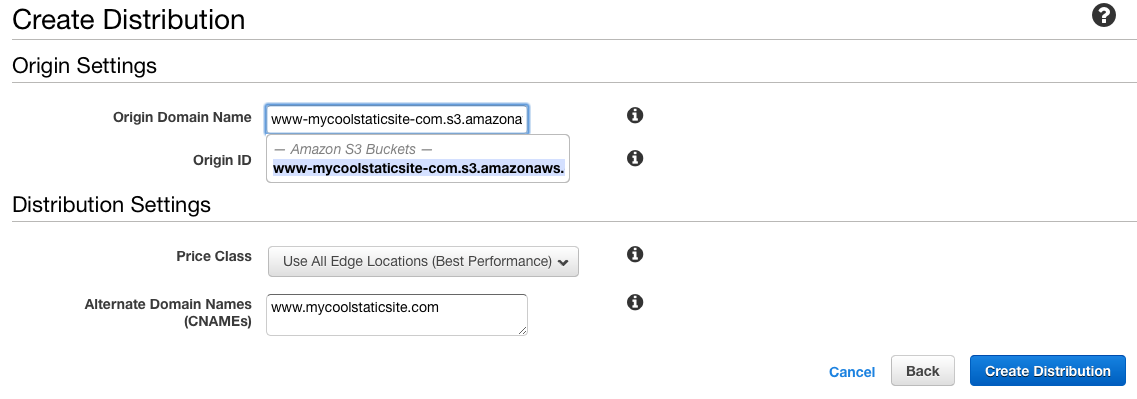 Create Distribution
Origin Settings
Origin Domain Name
www-mycoolstaticsite-com.s3.amazona
— Amazon S3 Buckets —
Origin ID
www-mycoolstaticsite-com.s3.amazonaws.
Distribution Settings
Price Class
Use All Edge Locations (Best Performance)
Alternate Domain Names
(CNAMEs)
www.mycoolstaticsite.com
Cancel
Back
Create Distribution